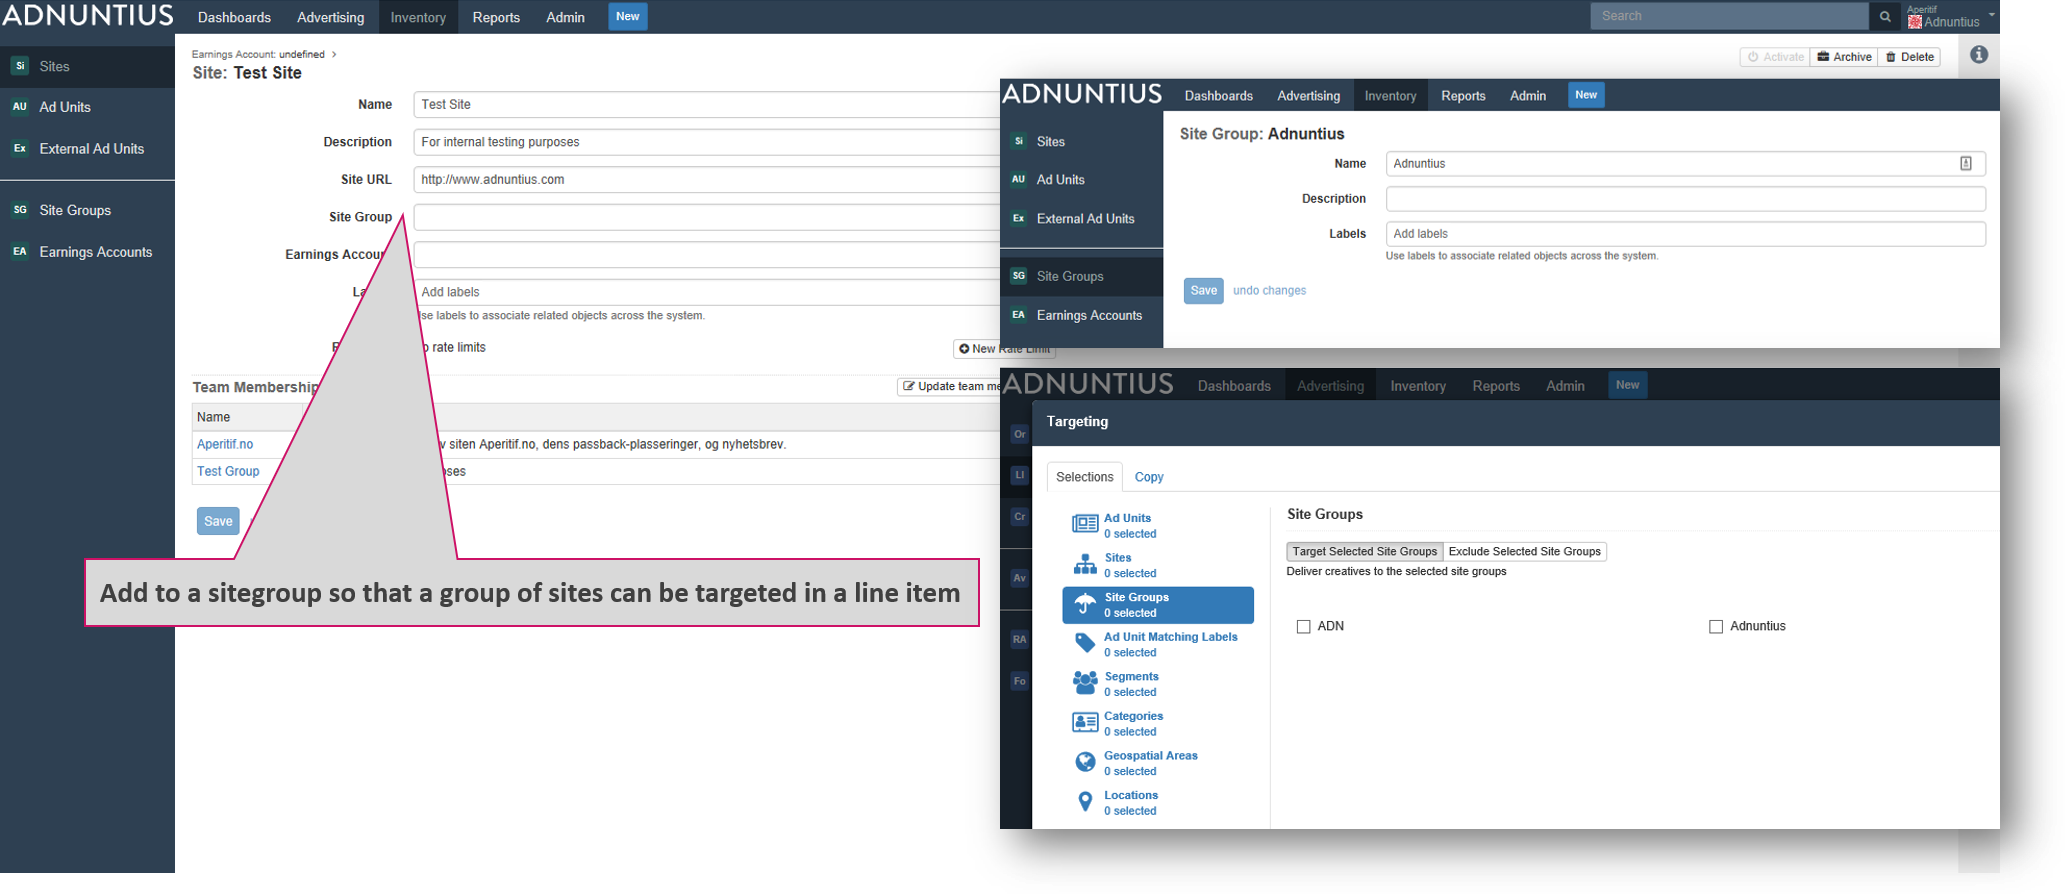 ADNUNTIUS Dashboards Advertising Inventory Reports Admin New Search Aperitif Adnuntius
Si Sites
AU Ad Units
Ex External Ad Units
SG Site Groups
EA Earnings Accounts
Earnings Account: undefined >
Site: Test Site
Activate Archive Delete
Name Test Site
Description For internal testing purposes
Site URL http://www.adnuntius.com
Site Group
Earnings Accou
La Add labels
se labels to associate related objects across the system.
rate limits
New Rate Limit
Team Membership
Update team me
Name
Aperitif.no v siten Aperitif.no, dens passback-plasseringer, og nyhetsbrev.
Test Group oses
Save
Add to a sitegroup so that a group of sites can be targeted in a line item
ADNUNTIUS Dashboards Advertising Inventory Reports Admin New
Si Sites
AU Ad Units
Ex External Ad Units
SG Site Groups
EA Earnings Accounts
Site Group: Adnuntius
Name Adnuntius
Description
Labels Add labels
Use labels to associate related objects across the system.
Save undo changes
ADNUNTIUS Dashboards Advertising Inventory Reports Admin New
Or
LI
Cr
Av
RA
Fo
Targeting
Selections Copy
Ad Units
0 selected
Sites
0 selected
Site Groups
0 selected
Ad Unit Matching Labels
0 selected
Segments
0 selected
Categories
0 selected
Geospatial Areas
0 selected
Locations
0 selected
Site Groups
Target Selected Site Groups Exclude Selected Site Groups
Deliver creatives to the selected site groups
ADN Adnuntius